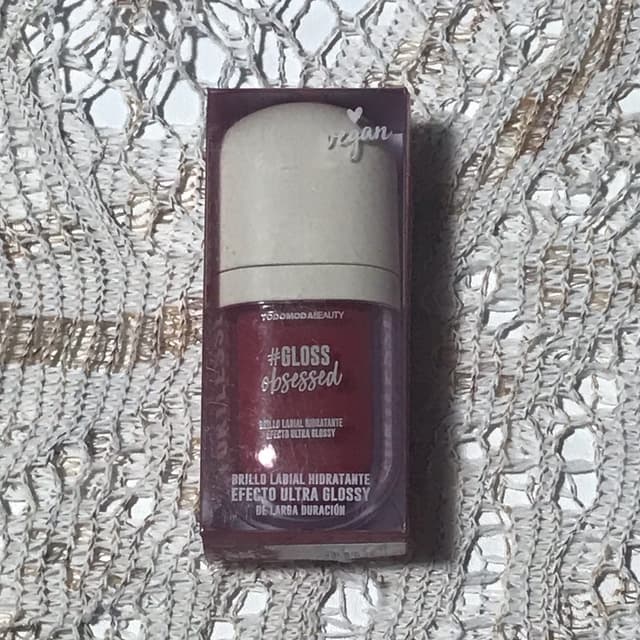 vegan
TODOMODABEAUTY
#GLOSS
obsessed
BRILLO LABIAL HIDRATANTE
EFECTO ULTRA GLOSSY
BRILLO LABIAL HIDRATANTE
EFECTO ULTRA GLOSSY
DE LARGA DURACIÓN